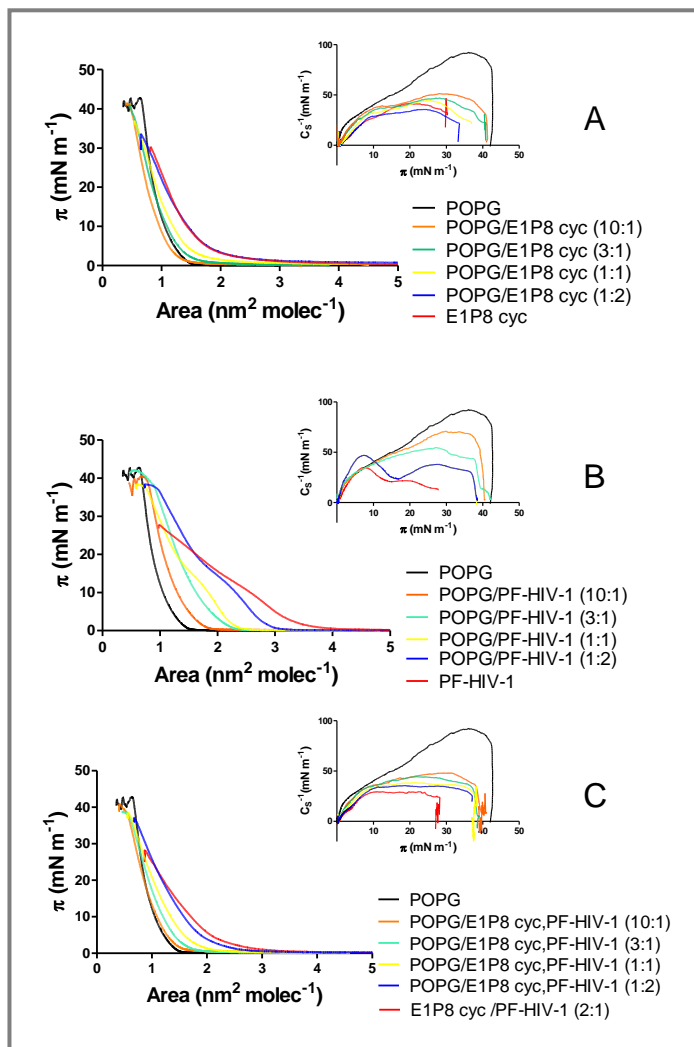 A
100
50
0
C_S^-1 (mN m^-1)
0 10 20 30 40 50
π (mN m^-1)
50
40
30
20
10
0
π (mN m^-1)
0 1 2 3 4 5
Area (nm² molec^-1)
POPG
POPG/E1P8 cyc (10:1)
POPG/E1P8 cyc (3:1)
POPG/E1P8 cyc (1:1)
POPG/E1P8 cyc (1:2)
E1P8 cyc
B
100
50
0
C_S^-1 (mN m^-1)
0 10 20 30 40 50
π (mN m^-1)
50
40
30
20
10
0
π (mN m^-1)
0 1 2 3 4 5
Area (nm² molec^-1)
POPG
POPG/PF-HIV-1 (10:1)
POPG/PF-HIV-1 (3:1)
POPG/PF-HIV-1 (1:1)
POPG/PF-HIV-1 (1:2)
PF-HIV-1
C
100
50
0
C_S^-1 (mN m^-1)
0 10 20 30 40 50
π (mN m^-1)
50
40
30
20
10
0
π (mN m^-1)
0 1 2 3 4 5
Area (nm² molec^-1)
POPG
POPG/E1P8 cyc,PF-HIV-1 (10:1)
POPG/E1P8 cyc,PF-HIV-1 (3:1)
POPG/E1P8 cyc,PF-HIV-1 (1:1)
POPG/E1P8 cyc,PF-HIV-1 (1:2)
E1P8 cyc /PF-HIV-1 (2:1)